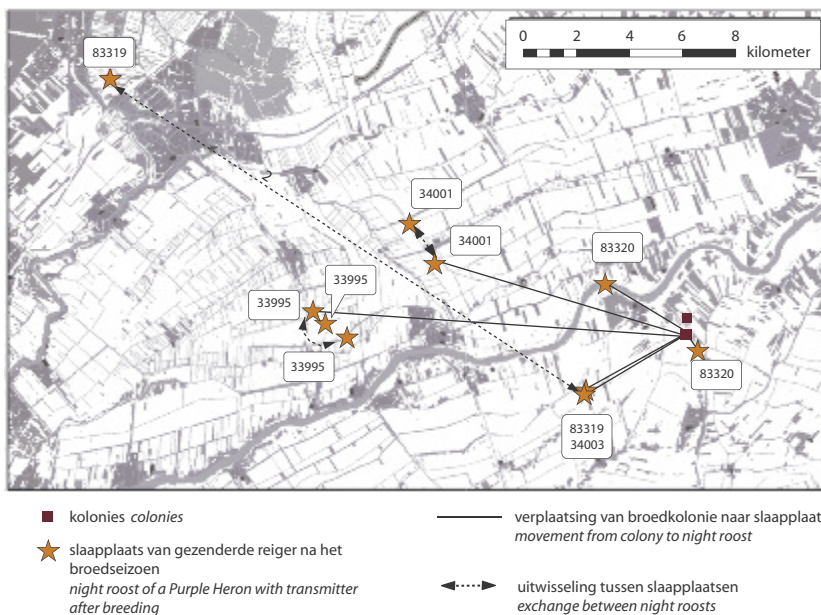 83319
0 2 4 6 8
kilometer
2
34001
34001
83320
33995
33995
33995
83320
83319
34003
kolonies colonies
slaapplaats van gezenderde reiger na het
broedseizoen
night roost of a Purple Heron with transmitter
after breeding
verplaatsing van broedkolonie naar slaapplaat
movement from colony to night roost
uitwisseling tussen slaapplaatsen
exchange between night roosts